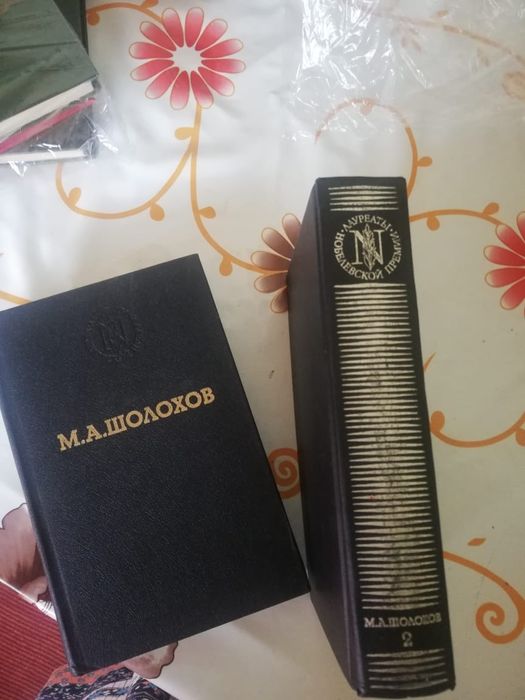 М.А.ШОЛОХОВ
ЛАУРЕАТЫ · НОБЕЛЕВСКОЙ ПРЕМИИ ·
N
М.А.ШОЛОХОВ
2